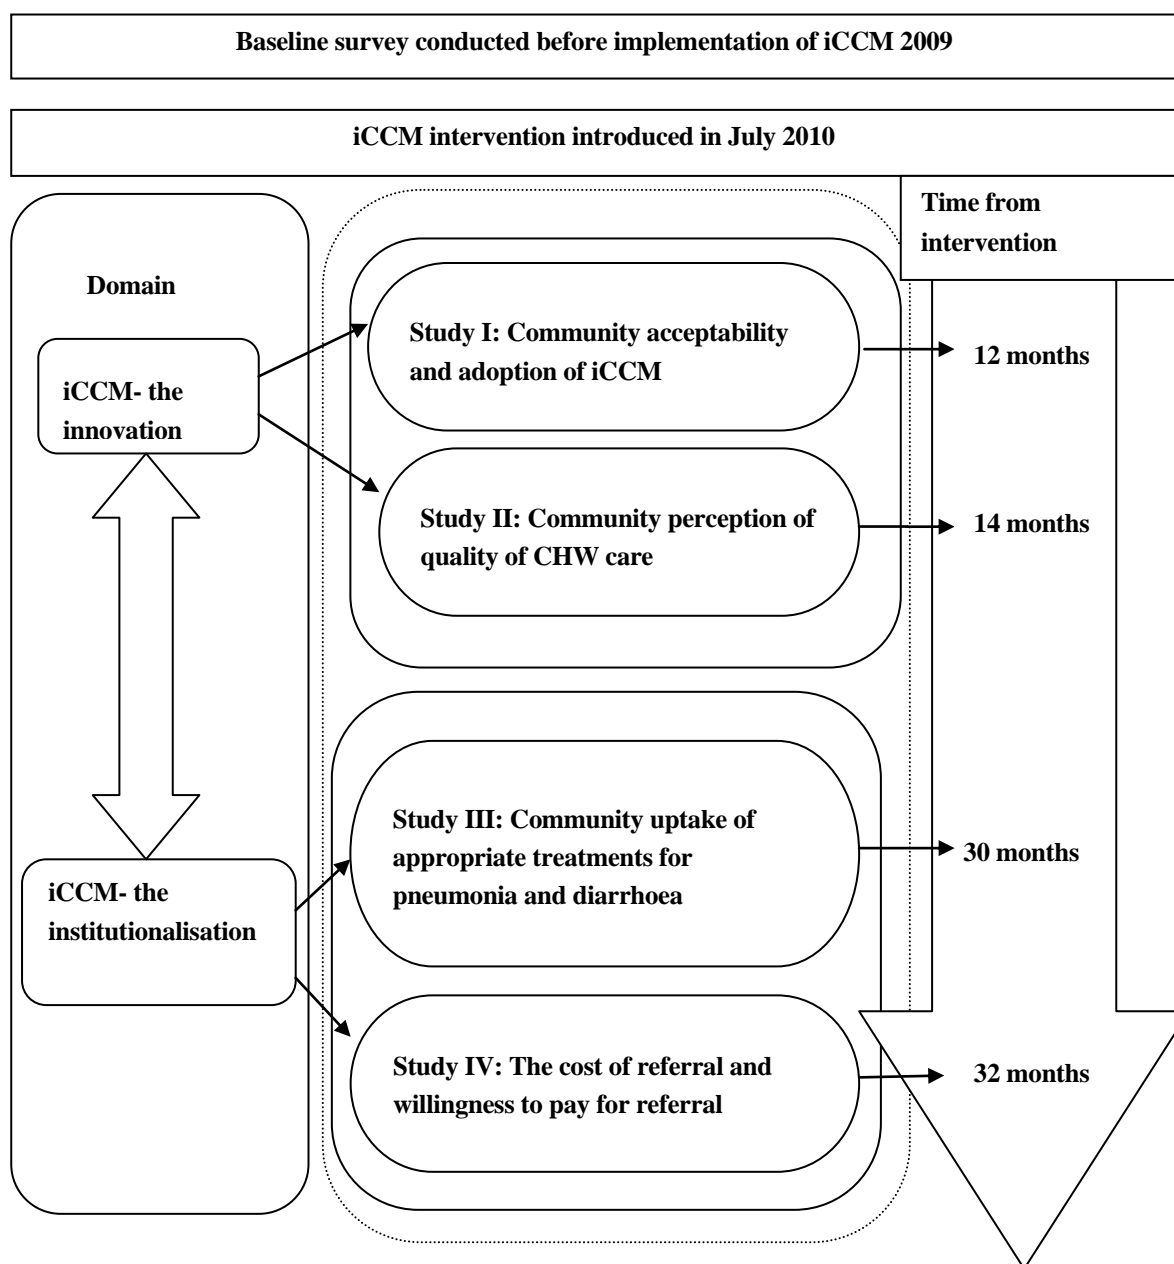 Baseline survey conducted before implementation of iCCM 2009
iCCM intervention introduced in July 2010
Time from
intervention
Domain
iCCM- the
innovation
Study I: Community acceptability
and adoption of iCCM
12 months
Study II: Community perception of
quality of CHW care
14 months
Study III: Community uptake of
appropriate treatments for
pneumonia and diarrhoea
30 months
iCCM- the
institutionalisation
Study IV: The cost of referral and
willingness to pay for referral
32 months